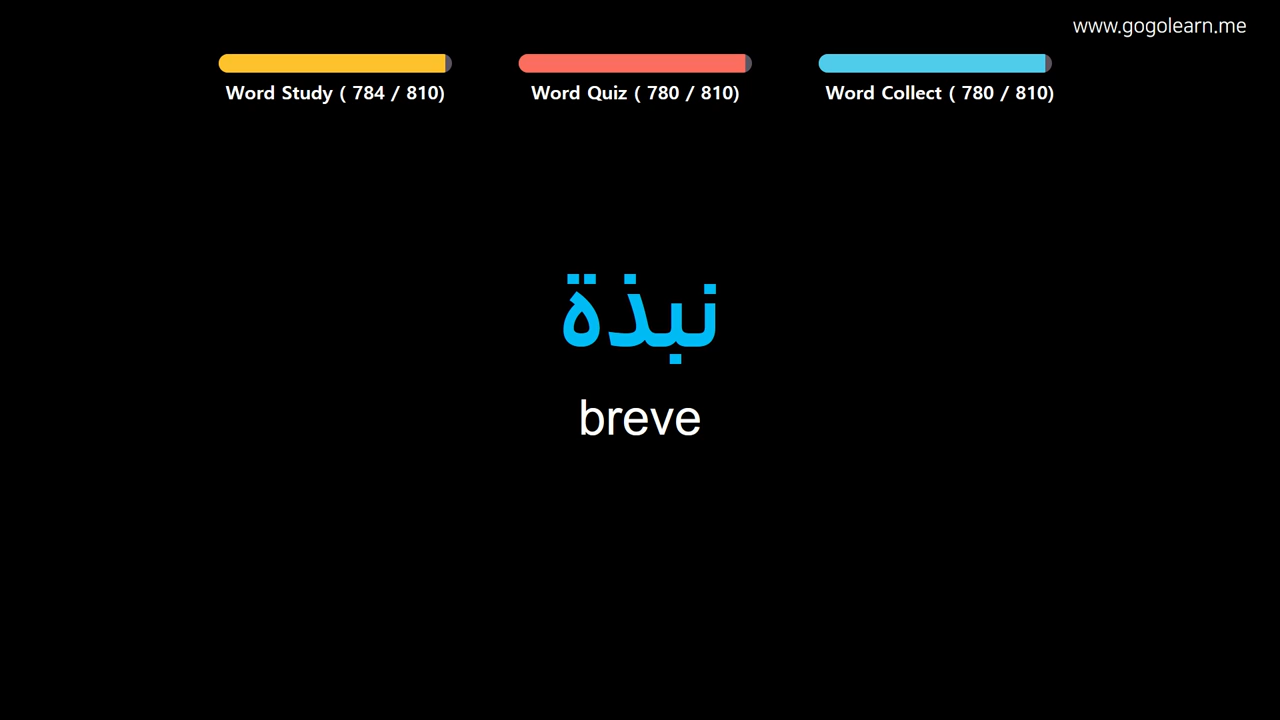 www.gogolearn.me
Word Study ( 784 / 810)
Word Quiz ( 780 / 810)
Word Collect ( 780 / 810)
نبذة
breve